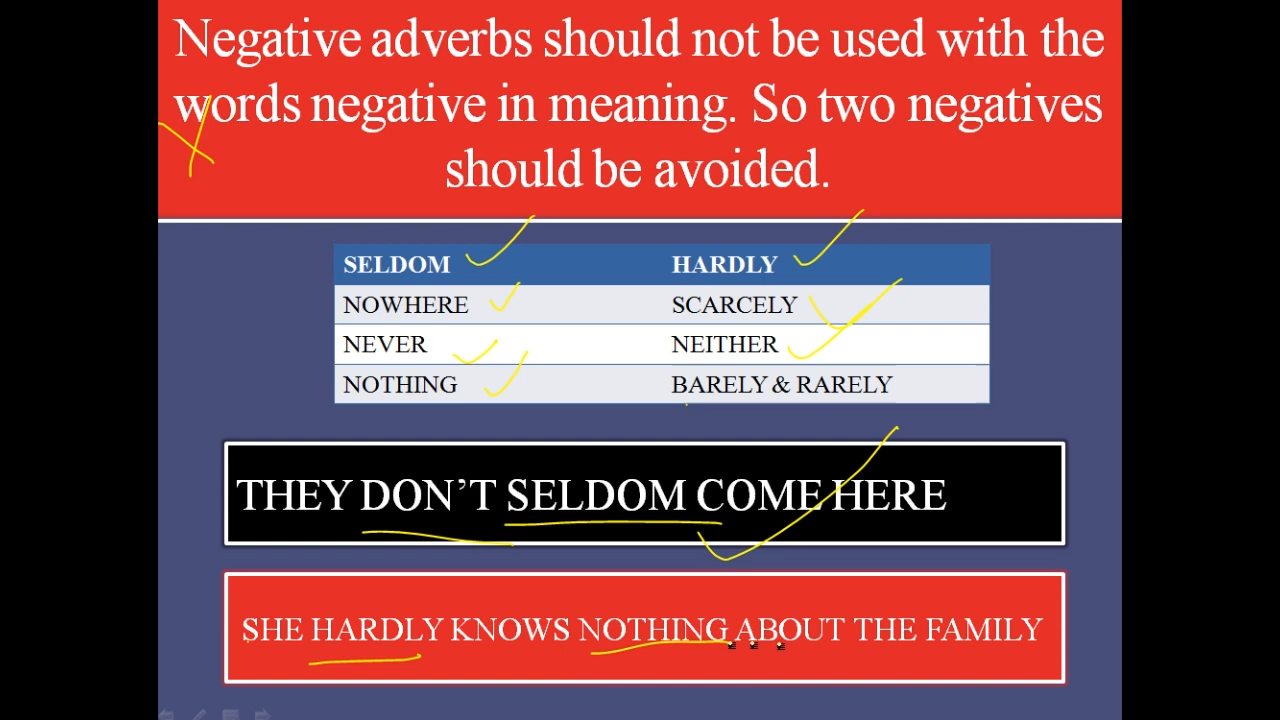 Negative adverbs should not be used with the
words negative in meaning. So two negatives
should be avoided.
SELDOM HARDLY
NOWHERE SCARCELY
NEVER NEITHER
NOTHING BARELY & RARELY
THEY DON’T SELDOM COME HERE
SHE HARDLY KNOWS NOTHING ABOUT THE FAMILY